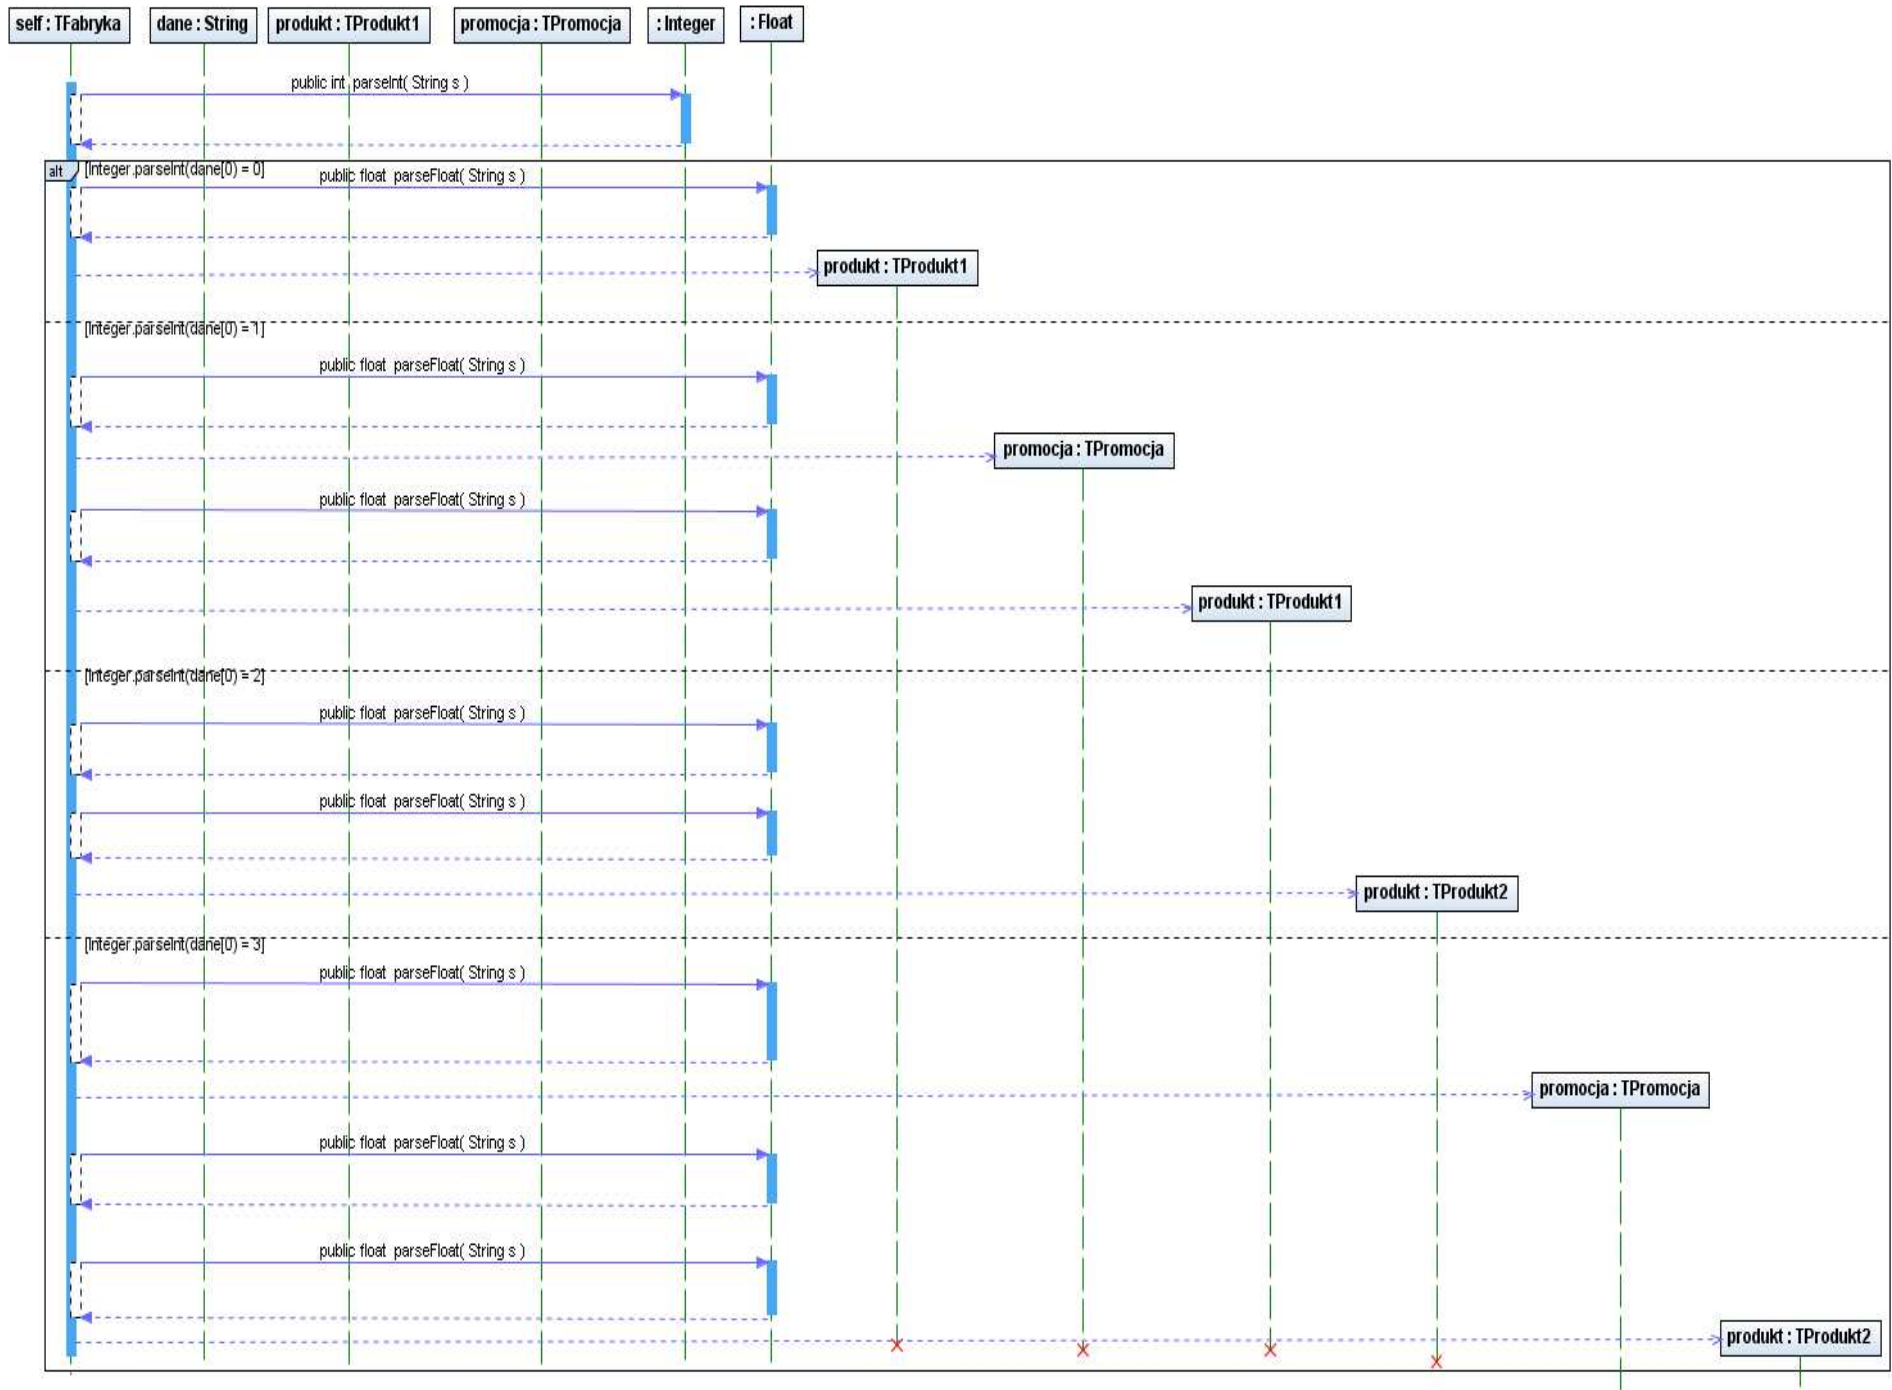 self : TFabryka
dane : String
produkt : TProdukt1
promocja : TPromocja
: Integer
: Float
public int parseInt( String s )
alt
[Integer.parseInt(dane[0) = 0]
public float parseFloat( String s )
produkt : TProdukt1
[Integer.parseInt(dane[0) = 1]
public float parseFloat( String s )
promocja : TPromocja
public float parseFloat( String s )
produkt : TProdukt1
[Integer.parseInt(dane[0) = 2]
public float parseFloat( String s )
public float parseFloat( String s )
produkt : TProdukt2
[Integer.parseInt(dane[0) = 3]
public float parseFloat( String s )
promocja : TPromocja
public float parseFloat( String s )
public float parseFloat( String s )
produkt : TProdukt2